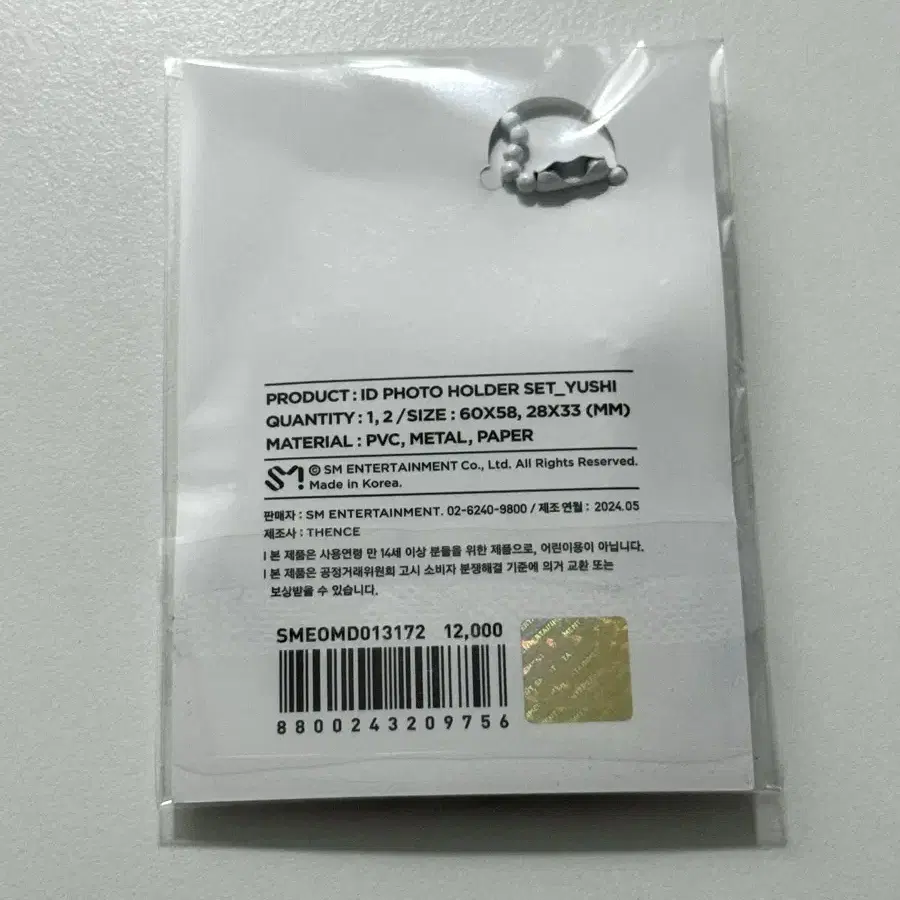 PRODUCT : ID PHOTO HOLDER SET_YUSHI
QUANTITY : 1, 2 / SIZE : 60X58, 28X33 (MM)
MATERIAL : PVC, METAL, PAPER
SM! © SM ENTERTAINMENT Co., Ltd. All Rights Reserved.
Made in Korea.
판매자 : SM ENTERTAINMENT. 02-6240-9800 / 제조 연월 : 2024.05
제조사 : THENCE
I 본 제품은 사용연령 만 14세 이상 분들을 위한 제품으로, 어린이용이 아닙니다.
I 본 제품은 공정거래위원회 고시 소비자 분쟁해결 기준에 의거 교환 또는
보상받을 수 있습니다.
SMEOMD013172 12,000
8800243209756